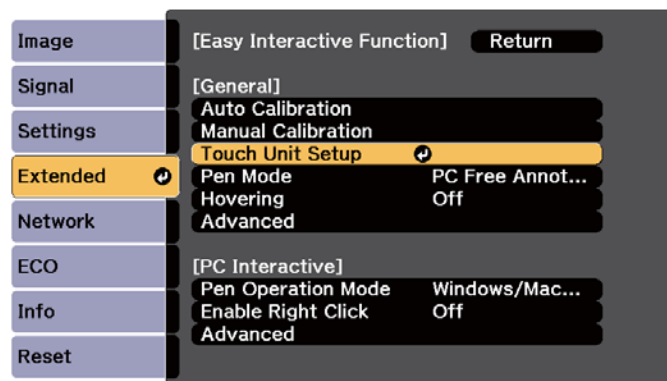 Image
Signal
Settings
Extended
Network
ECO
Info
Reset
[Easy Interactive Function] Return
[General]
Auto Calibration
Manual Calibration
Touch Unit Setup
Pen Mode PC Free Annot...
Hovering Off
Advanced
[PC Interactive]
Pen Operation Mode Windows/Mac...
Enable Right Click Off
Advanced